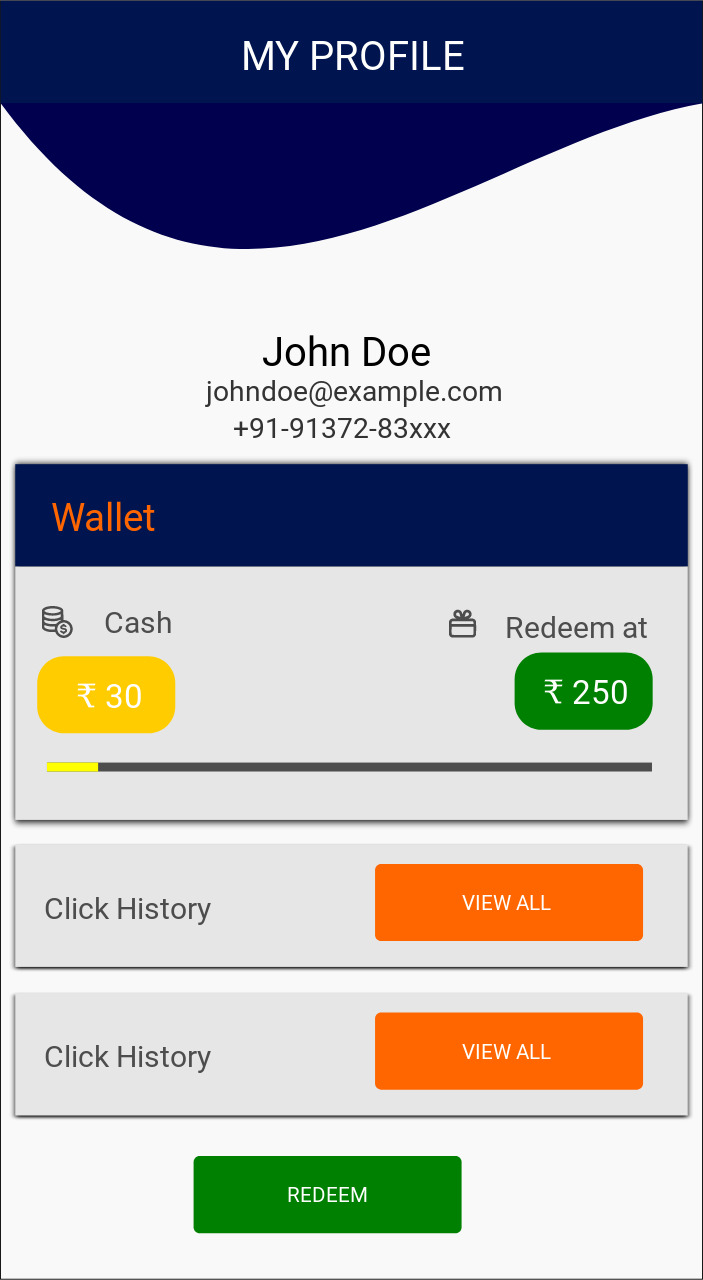 MY PROFILE
John Doe
johndoe@example.com
+91-91372-83xxx
Wallet
Cash
Redeem at
₹ 30
₹ 250
Click History
VIEW ALL
Click History
VIEW ALL
REDEEM